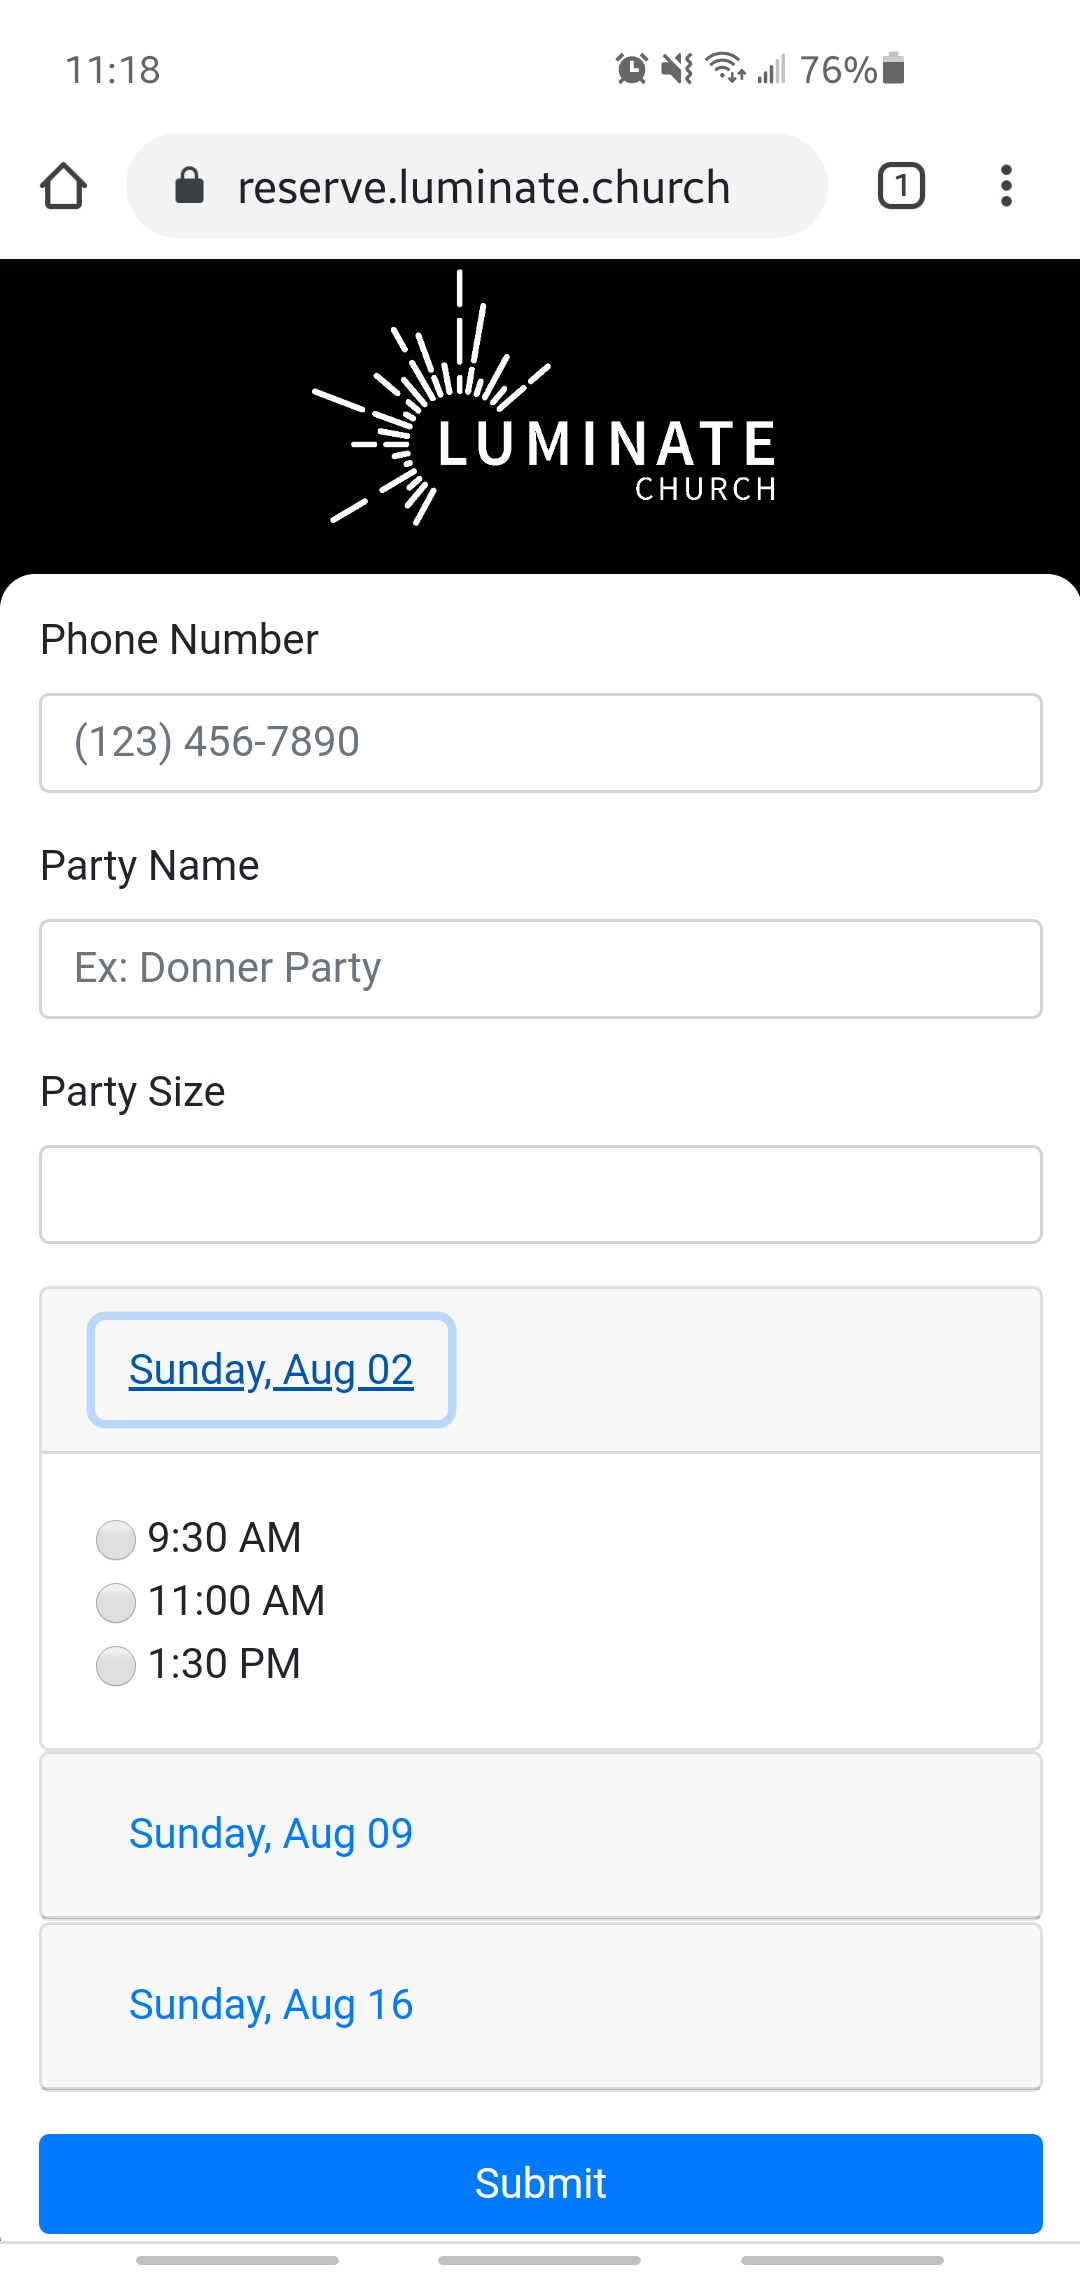 11:18
76%
reserve.luminate.church
1
LUMINATE
CHURCH
Phone Number
(123) 456-7890
Party Name
Ex: Donner Party
Party Size
Sunday, Aug 02
9:30 AM
11:00 AM
1:30 PM
Sunday, Aug 09
Sunday, Aug 16
Submit